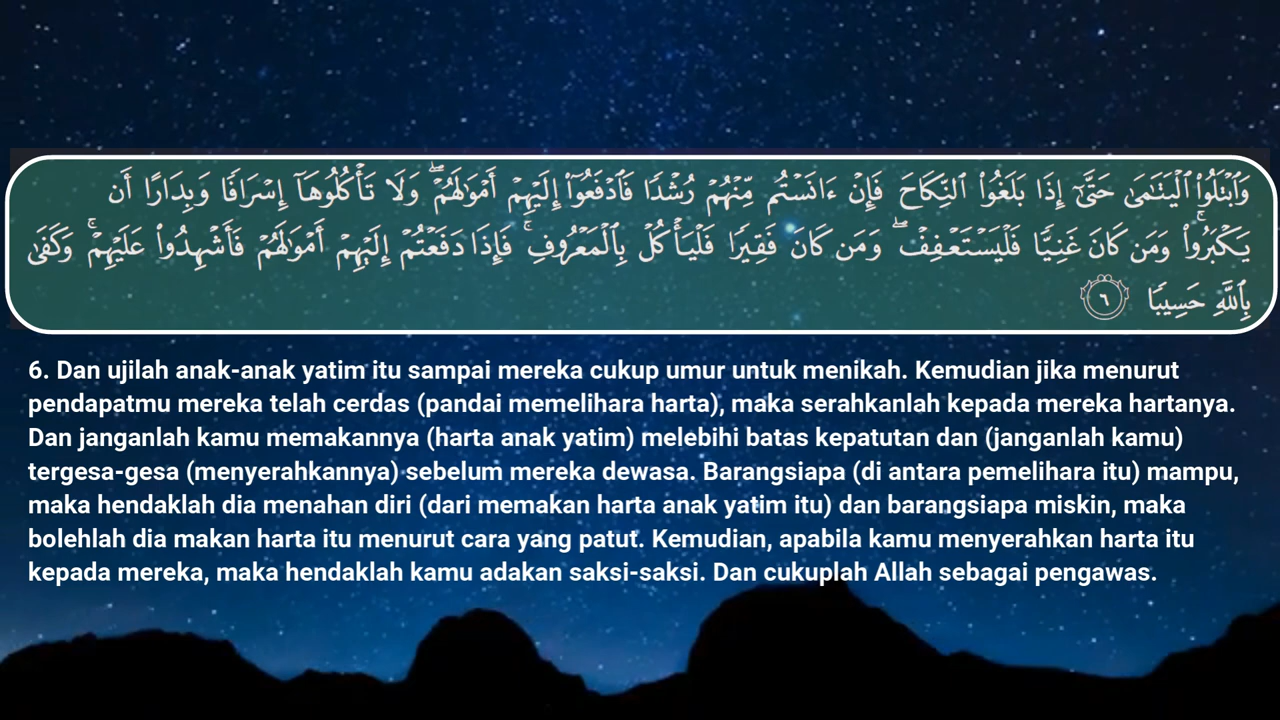 وَٱبْتَلُوا۟ ٱلْيَتَٰمَىٰ حَتَّىٰٓ إِذَا بَلَغُوا۟ ٱلنِّكَاحَ فَإِنْ ءَانَسْتُم مِّنْهُمْ رُشْدًا فَٱدْفَعُوٓا۟ إِلَيْهِمْ أَمْوَٰلَهُمْ ۖ وَلَا تَأْكُلُوهَآ إِسْرَافًا وَبِدَارًا أَن
يَكْبَرُوا۟ ۚ وَمَن كَانَ غَنِيًّا فَلْيَسْتَعْفِفْ ۖ وَمَن كَانَ فَقِيرًا فَلْيَأْكُلْ بِٱلْمَعْرُوفِ ۚ فَإِذَا دَفَعْتُمْ إِلَيْهِمْ أَمْوَٰلَهُمْ فَأَشْهِدُوا۟ عَلَيْهِمْ ۚ وَكَفَىٰ
بِٱللَّهِ حَسِيبًا ٦
6. Dan ujilah anak-anak yatim itu sampai mereka cukup umur untuk menikah. Kemudian jika menurut
pendapatmu mereka telah cerdas (pandai memelihara harta), maka serahkanlah kepada mereka hartanya.
Dan janganlah kamu memakannya (harta anak yatim) melebihi batas kepatutan dan (janganlah kamu)
tergesa-gesa (menyerahkannya) sebelum mereka dewasa. Barangsiapa (di antara pemelihara itu) mampu,
maka hendaklah dia menahan diri (dari memakan harta anak yatim itu) dan barangsiapa miskin, maka
bolehlah dia makan harta itu menurut cara yang patut. Kemudian, apabila kamu menyerahkan harta itu
kepada mereka, maka hendaklah kamu adakan saksi-saksi. Dan cukuplah Allah sebagai pengawas.